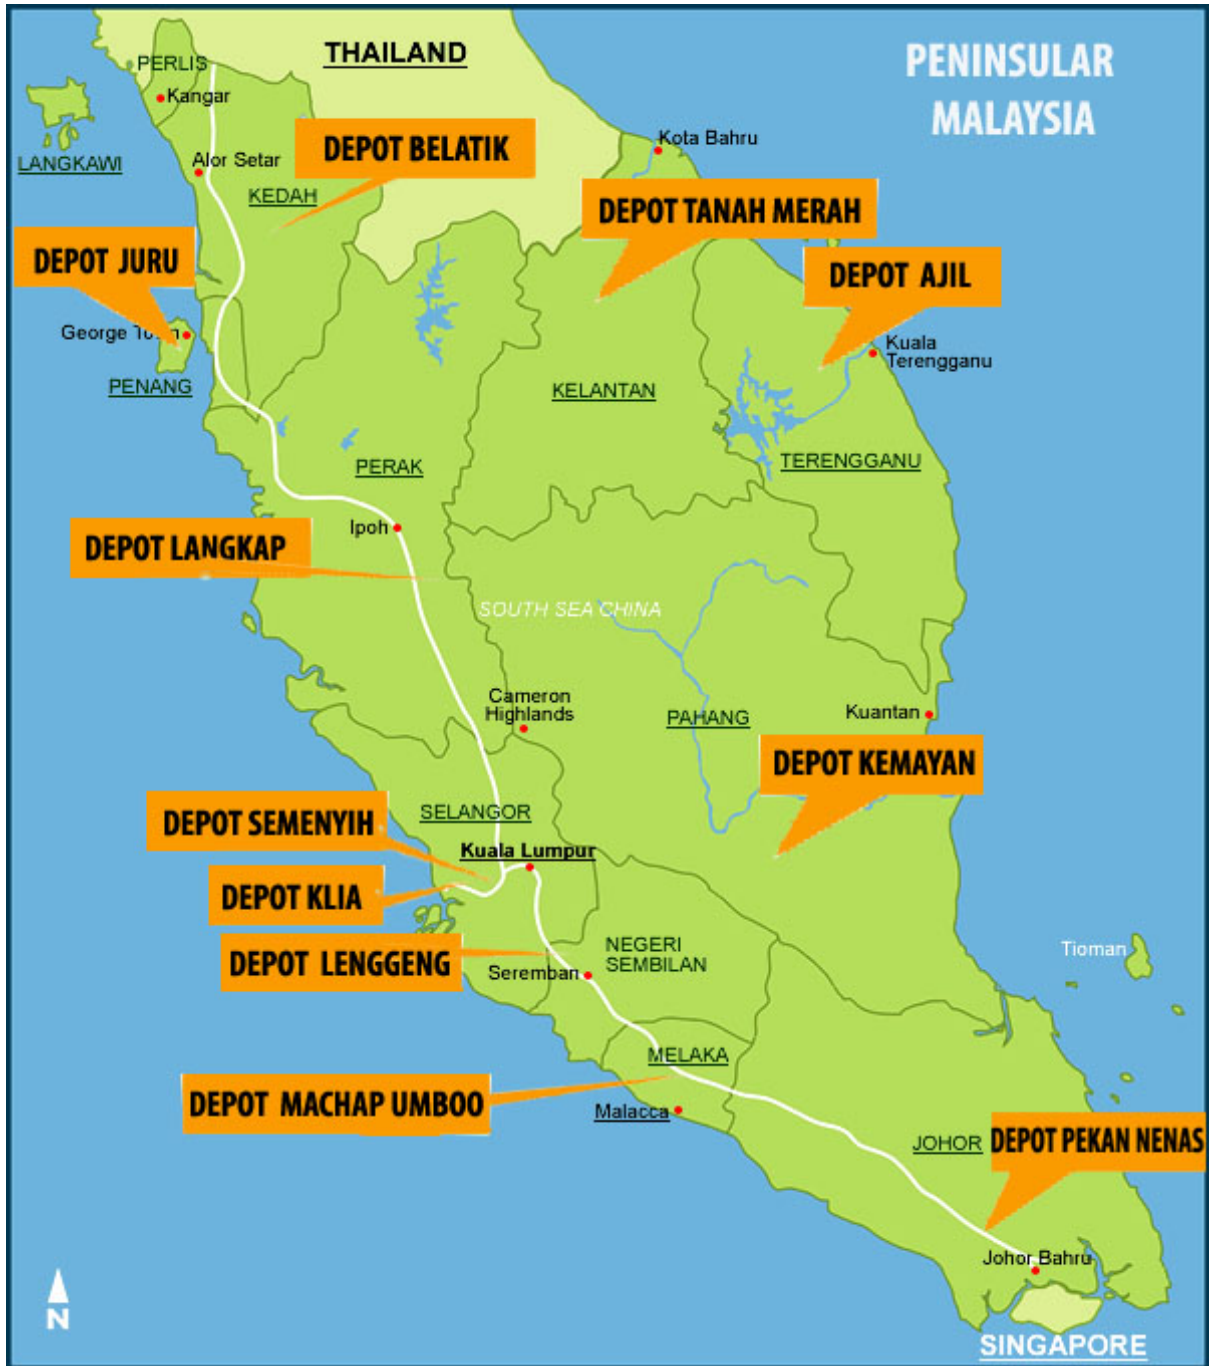 THAILAND
PENINSULAR
MALAYSIA
PERLIS
Kangar
LANGKAWI
Alor Setar
KEDAH
DEPOT BELATIK
Kota Bahru
DEPOT TANAH MERAH
DEPOT JURU
DEPOT AJIL
George
PENANG
Kuala
Terengganu
KELANTAN
PERAK
TERENGGANU
Ipoh
DEPOT LANGKAP
SOUTH SEA CHINA
Cameron
Highlands
PAHANG
Kuantan
DEPOT KEMAYAN
SELANGOR
DEPOT SEMENYIH
Kuala Lumpur
DEPOT KLIA
DEPOT LENGGENG
NEGERI
SEMBILAN
Seremban
Tioman
MELAKA
DEPOT MACHAP UMBOO
Malacca
JOHOR
DEPOT PEKAN NENAS
Johor Bahru
N
SINGAPORE